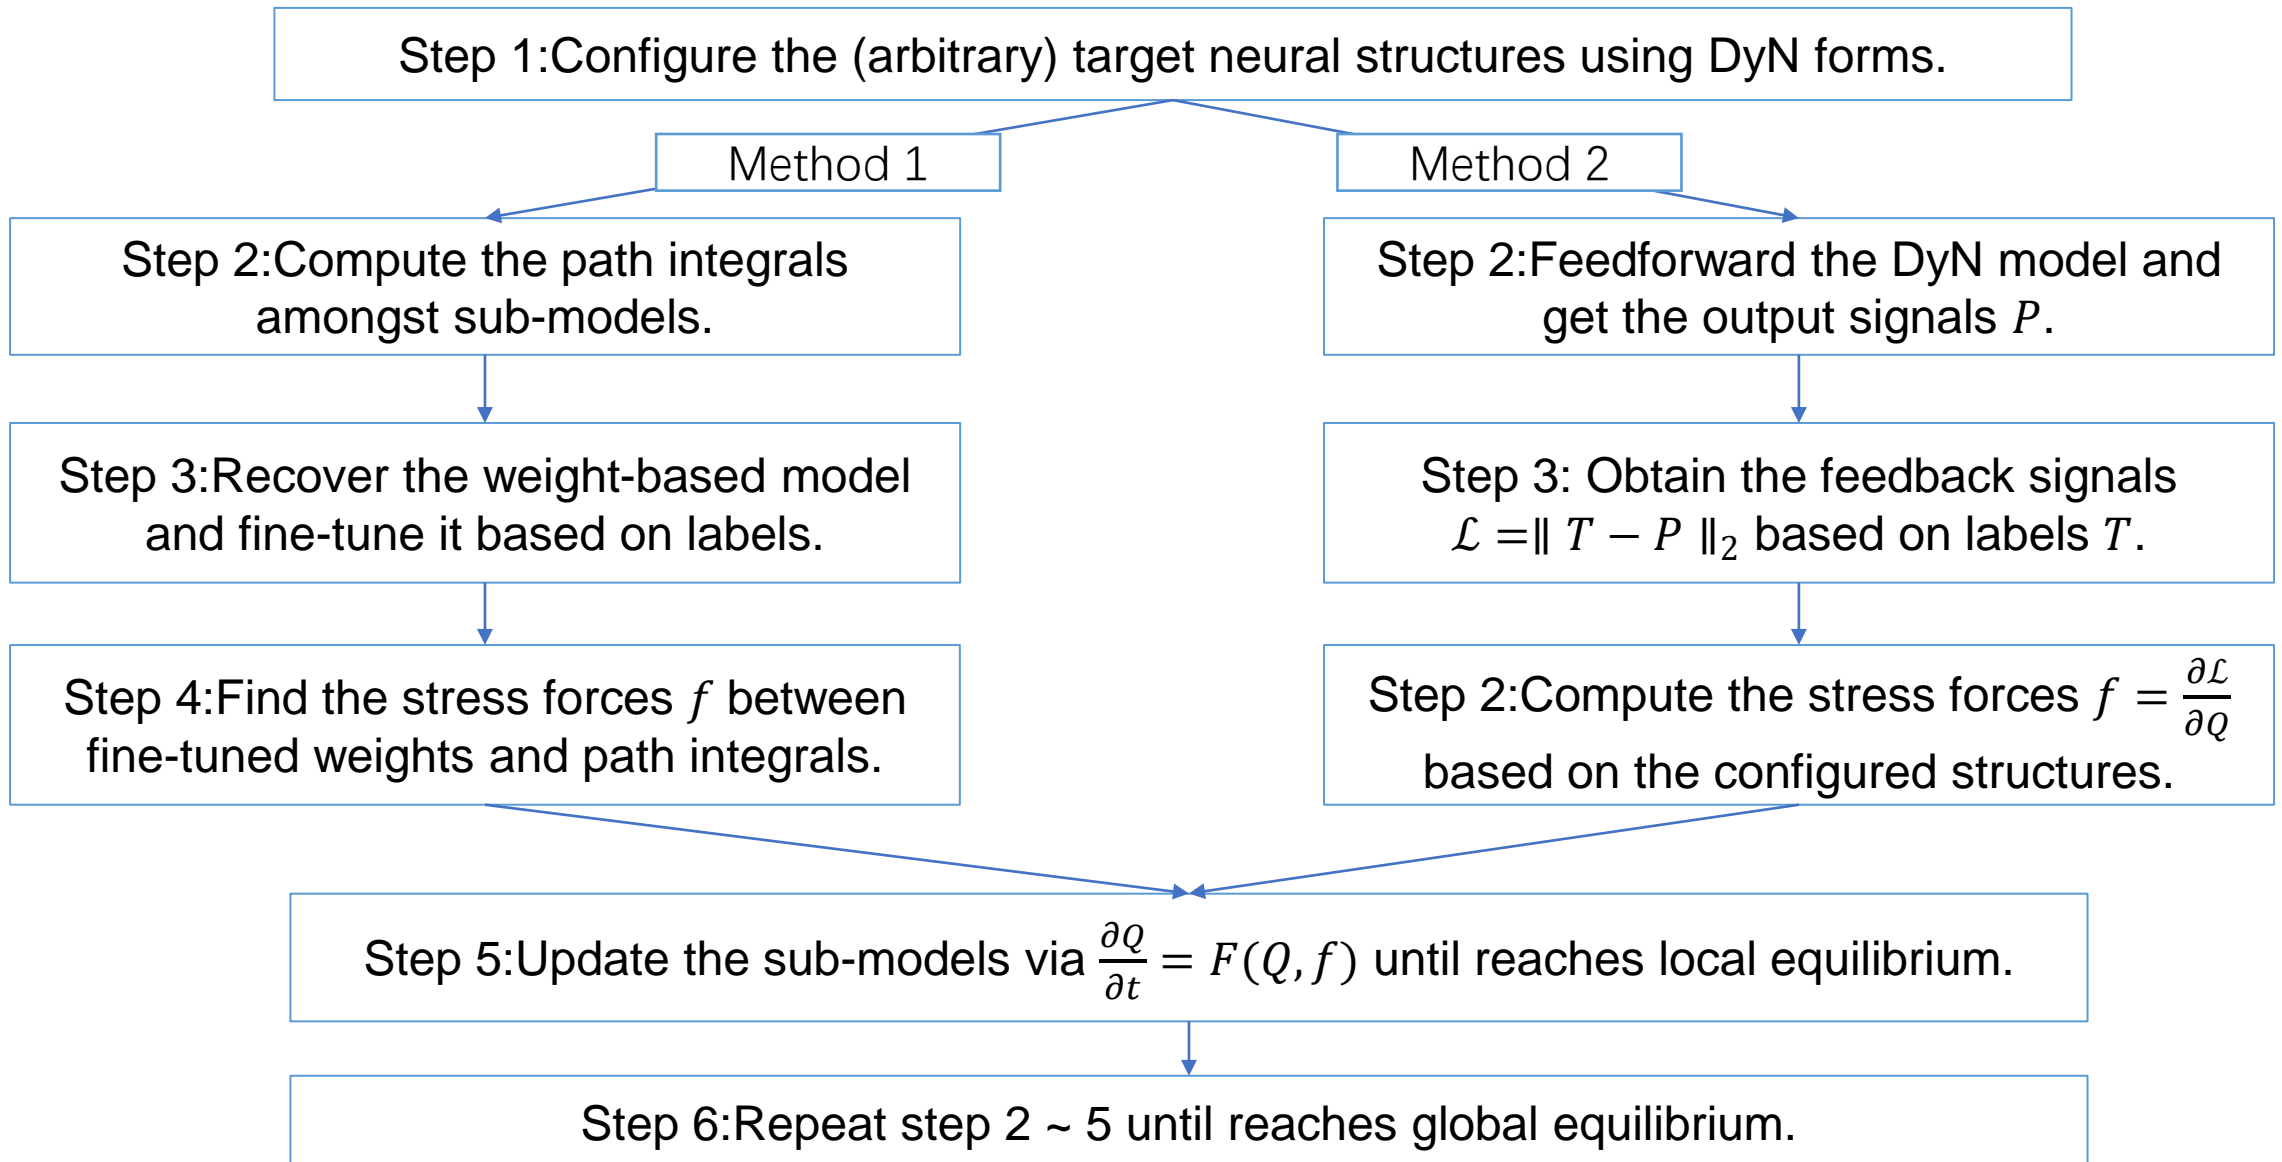 Step 1:Configure the (arbitrary) target neural structures using DyN forms.
Method 1
Method 2
Step 2:Compute the path integrals
amongst sub-models.
Step 2:Feedforward the DyN model and
get the output signals P.
Step 3:Recover the weight-based model
and fine-tune it based on labels.
Step 3: Obtain the feedback signals
ℒ =∥ T − P ∥₂ based on labels T.
Step 4:Find the stress forces f between
fine-tuned weights and path integrals.
Step 2:Compute the stress forces f = ∂ℒ/∂Q
based on the configured structures.
Step 5:Update the sub-models via ∂Q/∂t = F(Q, f) until reaches local equilibrium.
Step 6:Repeat step 2 ~ 5 until reaches global equilibrium.